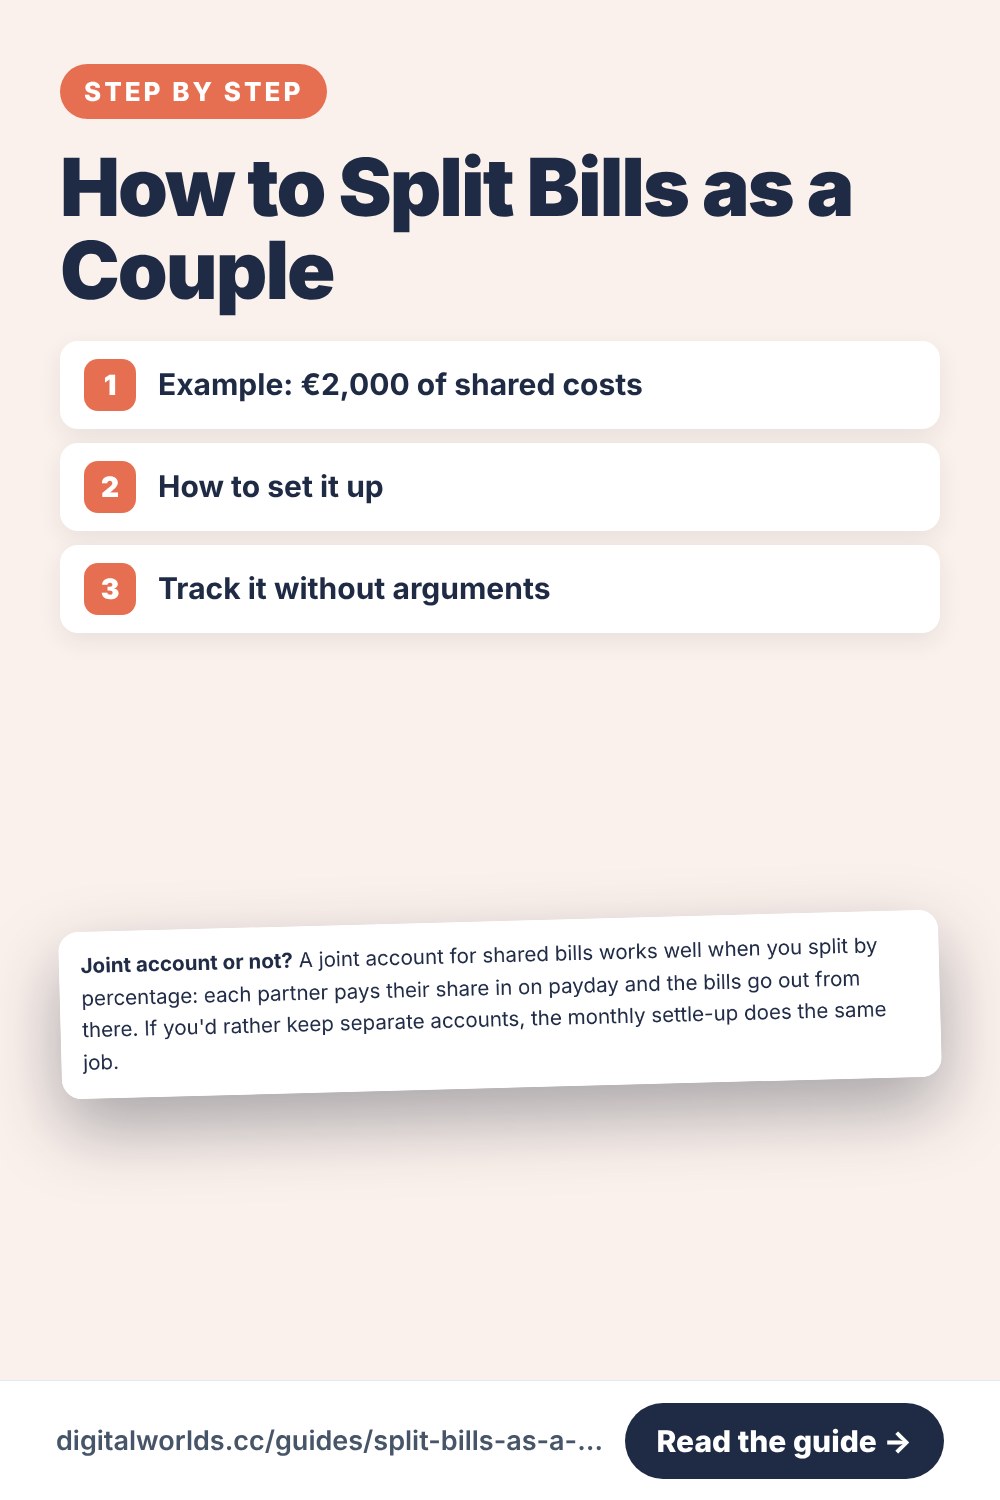 STEP BY STEP
How to Split Bills as a
Couple
1 Example: €2,000 of shared costs
2 How to set it up
3 Track it without arguments
Joint account or not? A joint account for shared bills works well when you split by
percentage: each partner pays their share in on payday and the bills go out from
there. If you'd rather keep separate accounts, the monthly settle-up does the same
job.
digitalworlds.cc/guides/split-bills-as-a-... Read the guide →